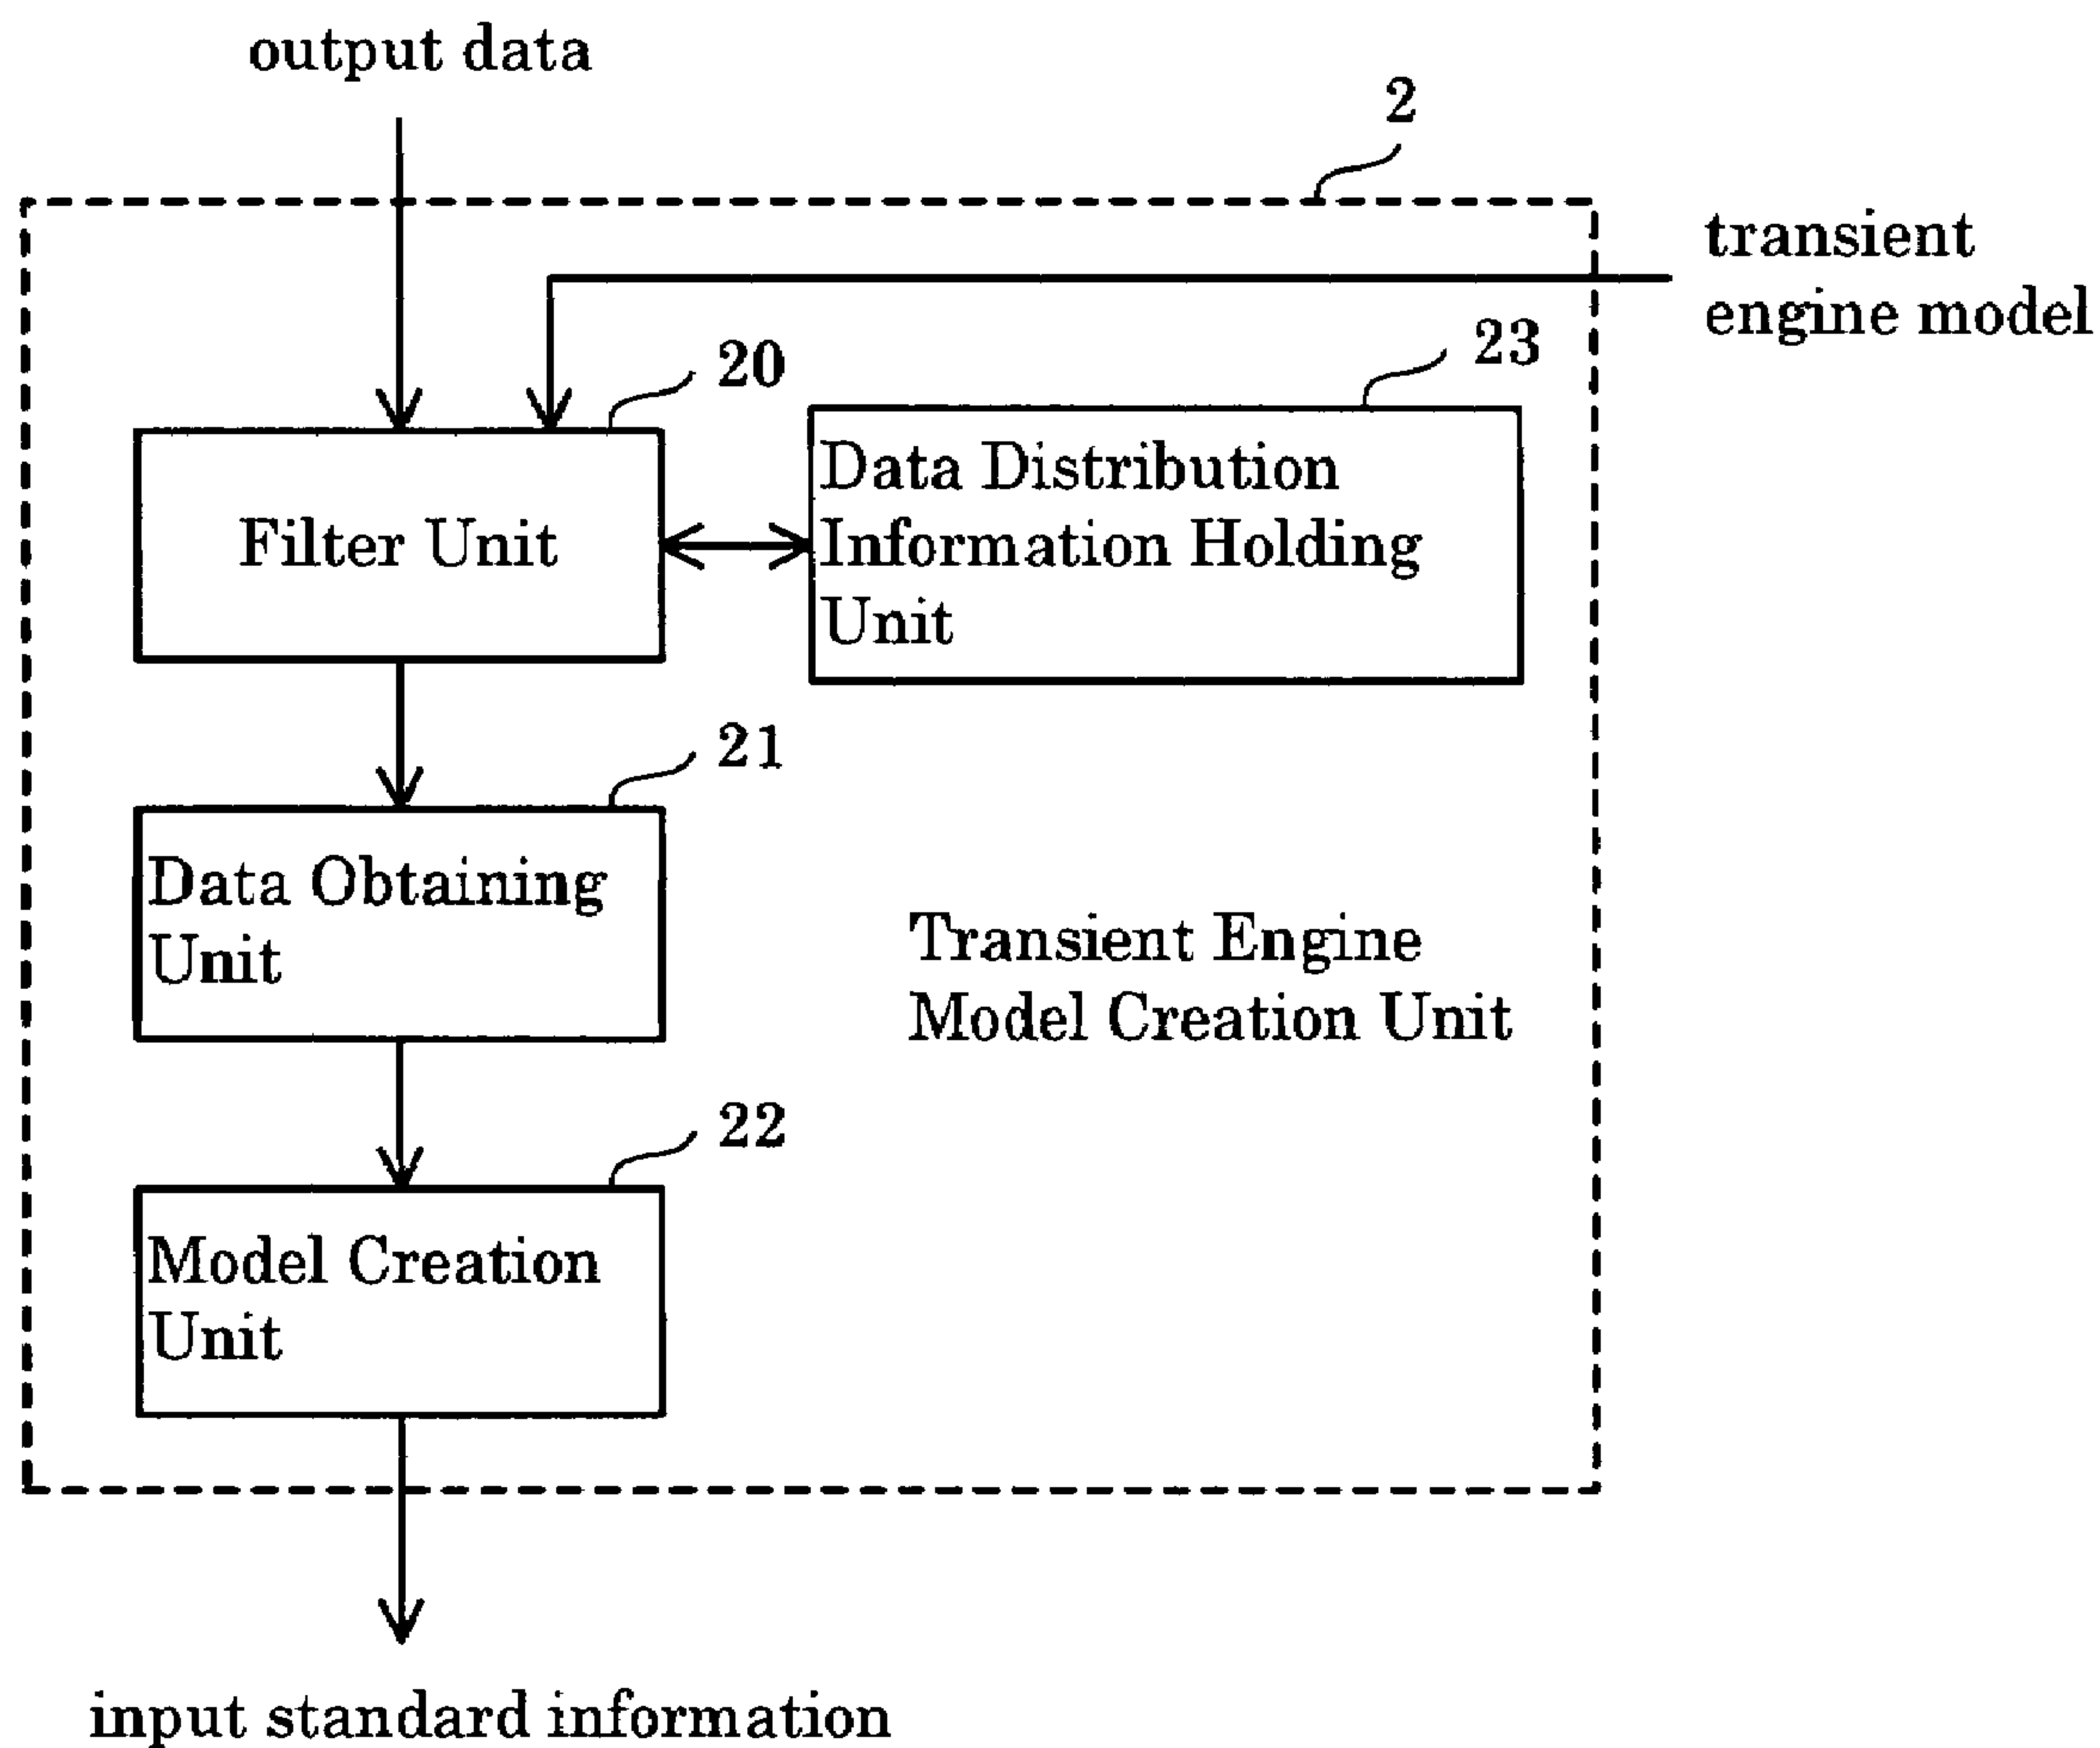 output data
2
transient
engine model
20
23
Filter Unit
Data Distribution
Information Holding
Unit
21
Data Obtaining
Unit
Transient Engine
Model Creation Unit
22
Model Creation
Unit
input standard information